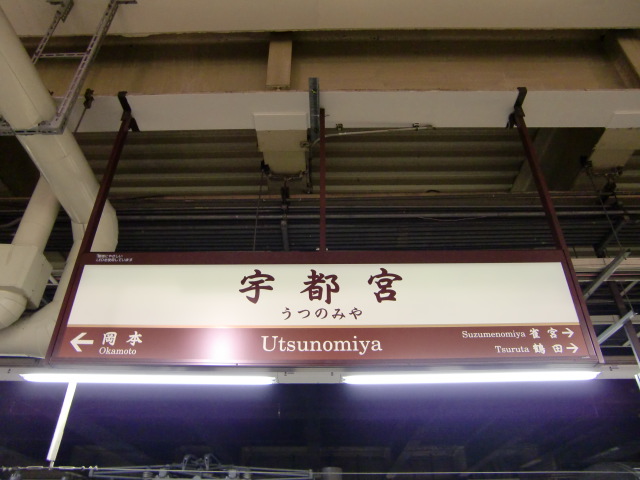 宇都宮
うつのみや
← 岡本
Okamoto
Utsunomiya
Suzumenomiya 雀宮 →
Tsuruta 鶴田 →